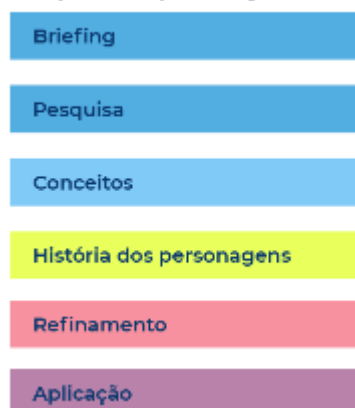 Briefing
Pesquisa
Conceitos
História dos personagens
Refinamento
Aplicação